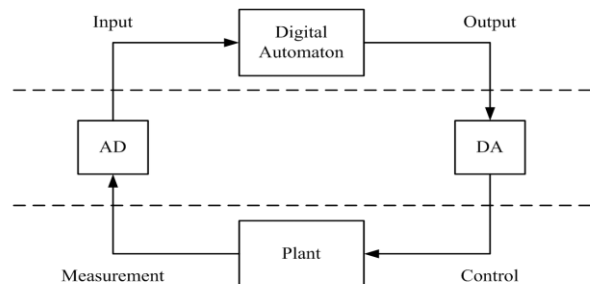 Input
Digital
Automaton
Output
AD
DA
Measurement
Plant
Control